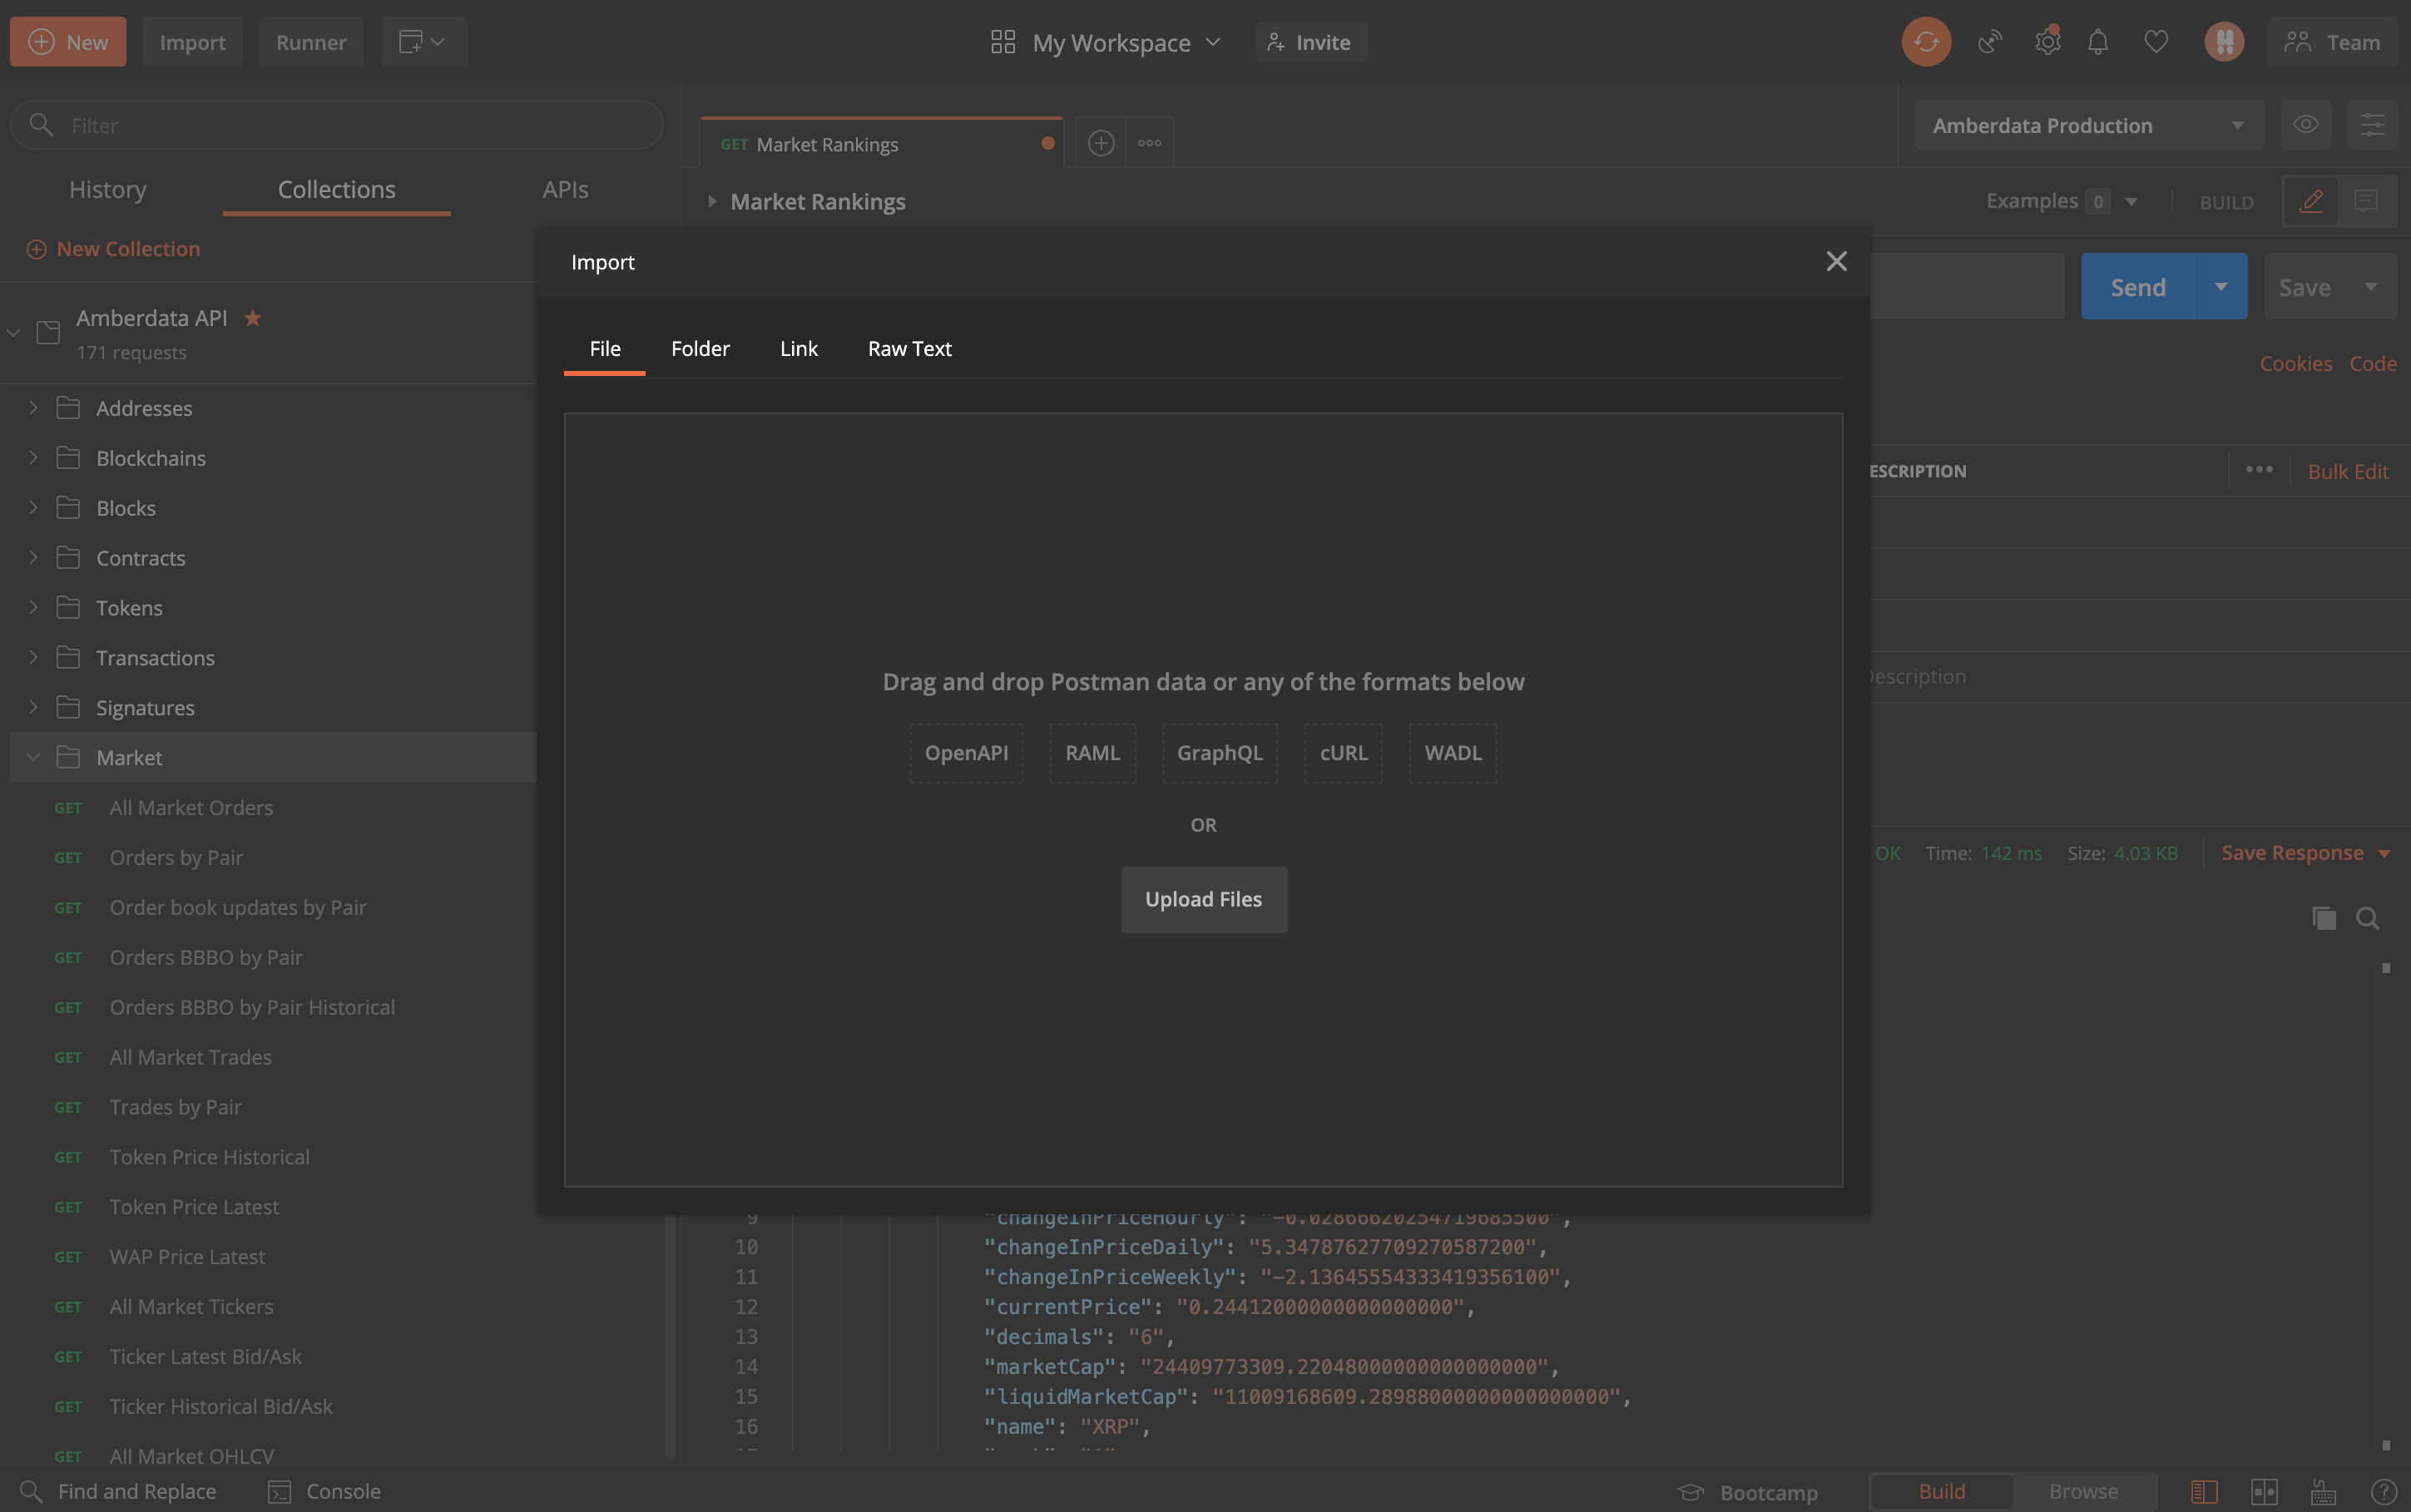 New
Import
Runner
My Workspace
Invite
Team
Filter
GET Market Rankings
Amberdata Production
History
Collections
APIs
Market Rankings
Examples 0
BUILD
New Collection
Import
Send
Save
Amberdata API
171 requests
File
Folder
Link
Raw Text
Cookies
Code
Addresses
Blockchains
ESCRIPTION
Bulk Edit
Blocks
Contracts
Tokens
Transactions
Description
Drag and drop Postman data or any of the formats below
Signatures
Market
OpenAPI
RAML
GraphQL
cURL
WADL
GET All Market Orders
OR
GET Orders by Pair
OK Time: 142 ms Size: 4.03 KB
Save Response
Upload Files
GET Order book updates by Pair
GET Orders BBBO by Pair
GET Orders BBBO by Pair Historical
GET All Market Trades
GET Trades by Pair
GET Token Price Historical
GET Token Price Latest
GET WAP Price Latest
GET All Market Tickers
GET Ticker Latest Bid/Ask
GET Ticker Historical Bid/Ask
GET All Market OHLCV
9 "changeInPriceHourly": "-0.02866620254719685500",
10 "changeInPriceDaily": "5.34787627709270587200",
11 "changeInPriceWeekly": "-2.13645554333419356100",
12 "currentPrice": "0.24412000000000000000",
13 "decimals": "6",
14 "marketCap": "24409773309.22048000000000000000",
15 "liquidMarketCap": "11009168609.28988000000000000000",
16 "name": "XRP",
Find and Replace
Console
Bootcamp
Build
Browse